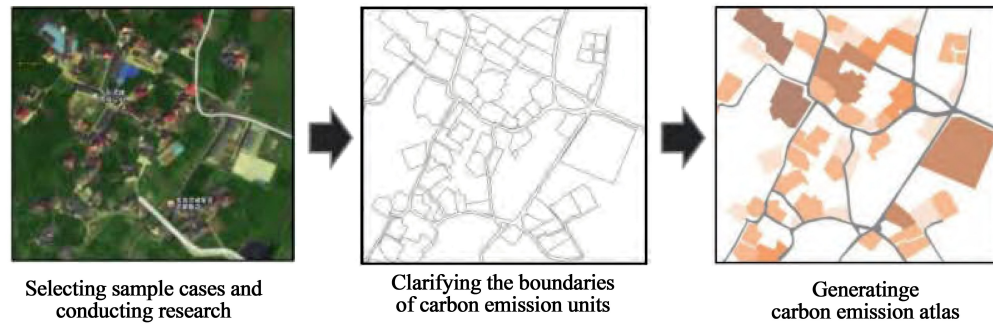 Selecting sample cases and
conducting research
Clarifying the boundaries
of carbon emission units
Generatinge
carbon emission atlas